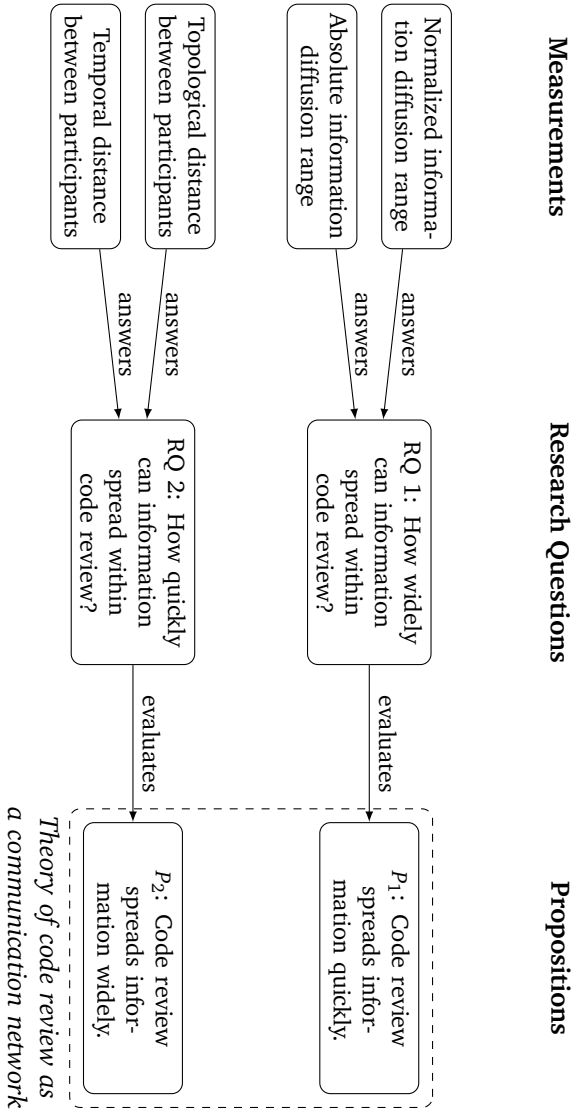 Measurements
Research Questions
Propositions
Normalized informa-
tion diffusion range
Absolute information
diffusion range
answers
answers
RQ 1: How widely
can information
spread within
code review?
evaluates
P₁: Code review
spreads infor-
mation quickly.
Topological distance
between participants
Temporal distance
between participants
answers
answers
RQ 2: How quickly
can information
spread within
code review?
evaluates
P₂: Code review
spreads infor-
mation widely.
Theory of code review as
a communication network